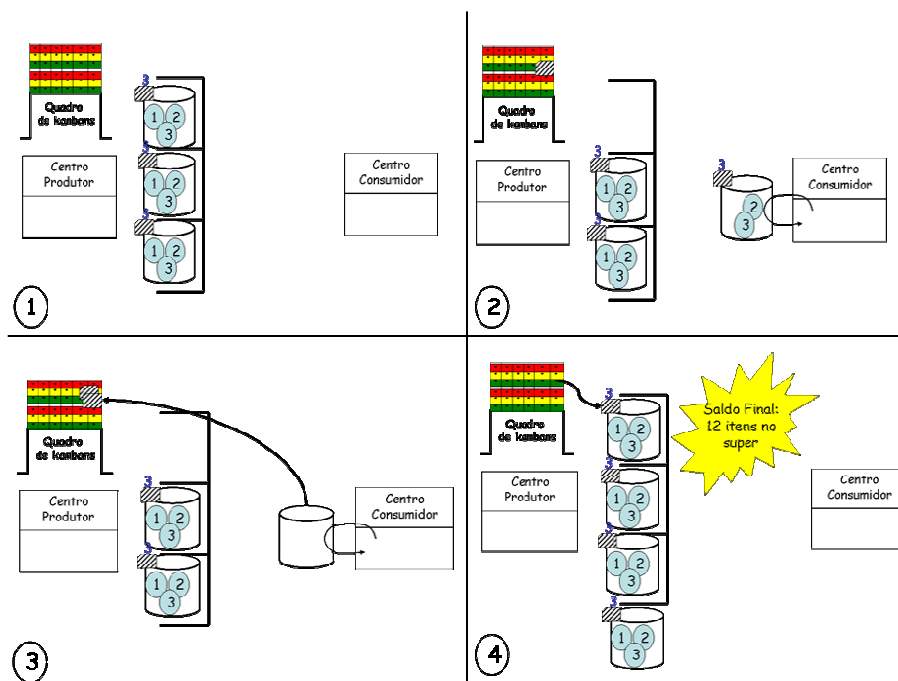 Quadro
de kanbans
3
1 2
3
3
1 2
3
3
1 2
3
Centro
Produtor
Centro
Consumidor
1
Quadro
de kanbans
3
1 2
3
3
1 2
3
Centro
Produtor
3
2
3
Centro
Consumidor
2
Quadro
de kanbans
3
1 2
3
3
1 2
3
Centro
Produtor
Centro
Consumidor
3
Quadro
de kanbans
3
1 2
3
3
1 2
3
3
1 2
3
3
1 2
3
Saldo Final:
12 itens no
super
Centro
Produtor
Centro
Consumidor
4